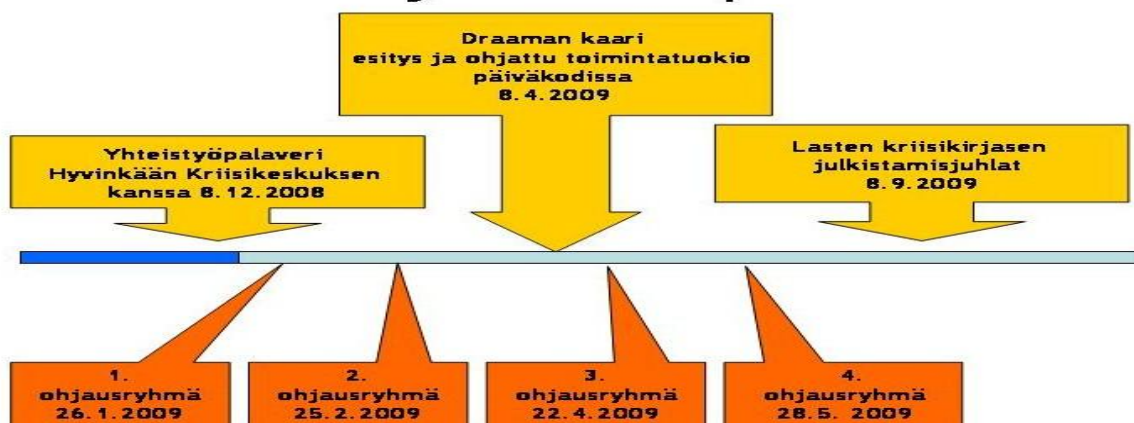 Draaman kaari
esitys ja ohjattu toimintatuokio
päiväkodissa
8.4.2009
Yhteistyöpalaveri
Hyvinkään Kriisikeskuksen
kanssa 8.12.2008
Lasten kriisikirjasen
julkistamisjuhlat
8.9.2009
1.
ohjausryhmä
26.1.2009
2.
ohjausryhmä
25.2.2009
3.
ohjausryhmä
22.4.2009
4.
ohjausryhmä
28.5. 2009